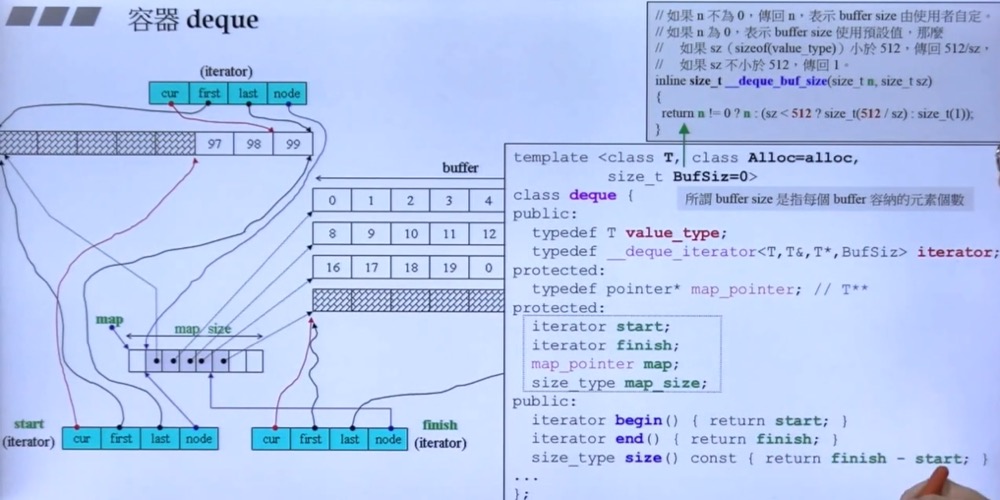 容器 deque
// 如果 n 不為 0，傳回 n，表示 buffer size 由使用者自定。
// 如果 n 為 0，表示 buffer size 使用預設值，那麼
// 如果 sz（sizeof(value_type)）小於 512，傳回 512/sz，
// 如果 sz 不小於 512，傳回 1。
inline size_t __deque_buf_size(size_t n, size_t sz)
{
return n != 0 ? n : (sz < 512 ? size_t(512 / sz) : size_t(1));
}
(iterator)
cur first last node
97 98 99
buffer
0 1 2 3 4
8 9 10 11 12
16 17 18 19 0
map
map_size
start
(iterator)
cur first last node
cur first last node
finish
(iterator)
template <class T, class Alloc=alloc,
size_t BufSiz=0>
class deque {
所謂 buffer size 是指每個 buffer 容納的元素個數
public:
typedef T value_type;
typedef __deque_iterator<T,T&,T*,BufSiz> iterator;
protected:
typedef pointer* map_pointer; // T**
protected:
iterator start;
iterator finish;
map_pointer map;
size_type map_size;
public:
iterator begin() { return start; }
iterator end() { return finish; }
size_type size() const { return finish - start; }
...
};